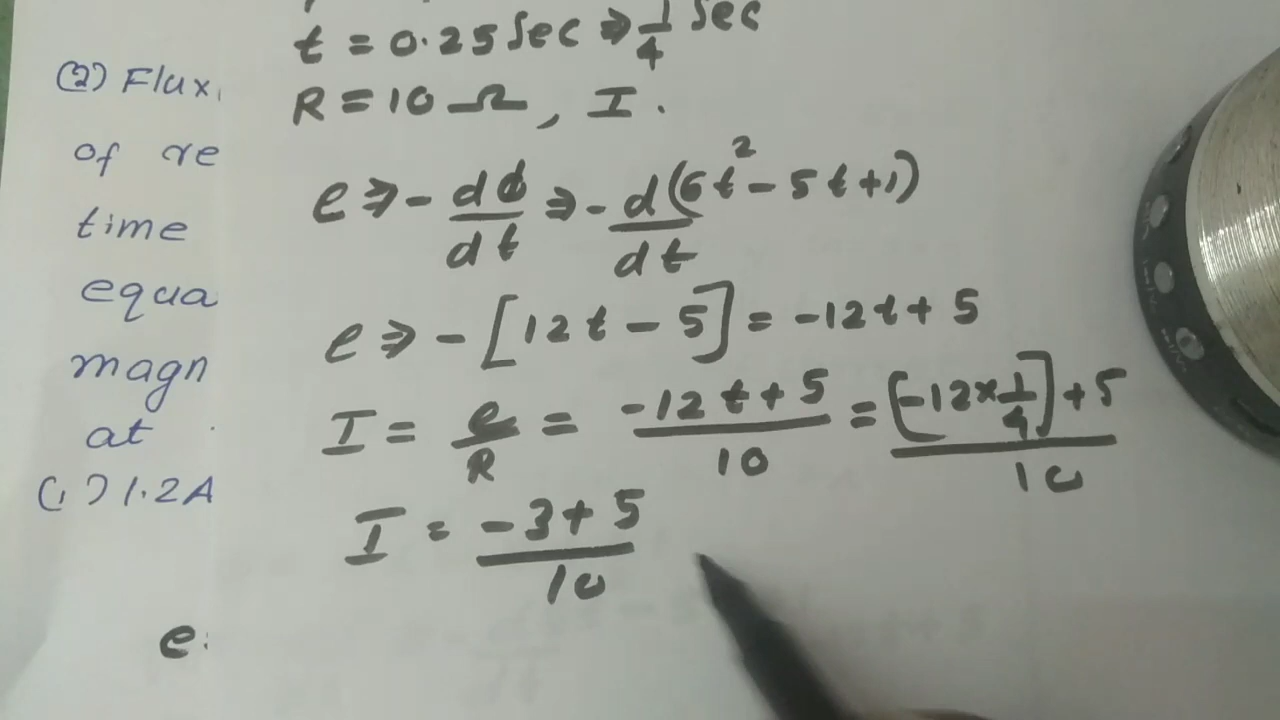 t = 0.25 Sec ⇒ 1/4 Sec
R = 10 Ω, I.
e ⇒ - dϕ/dt ⇒ - d(6t² - 5t + 1)/dt
e ⇒ - [12t - 5] = -12t + 5
I = e/R = (-12t + 5)/10 = ([-12 × 1/4] + 5)/10
I = (-3 + 5)/10
(2) Flux
of re
time
equa
magn
at
(1) 1.2A
e